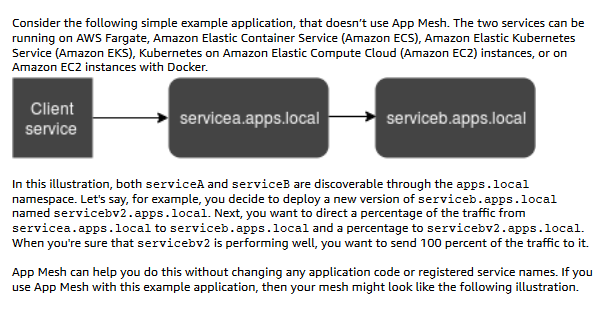 Consider the following simple example application, that doesn't use App Mesh. The two services can be
running on AWS Fargate, Amazon Elastic Container Service (Amazon ECS), Amazon Elastic Kubernetes
Service (Amazon EKS), Kubernetes on Amazon Elastic Compute Cloud (Amazon EC2) instances, or on
Amazon EC2 instances with Docker.
Client
service
servicea.apps.local
serviceb.apps.local
In this illustration, both serviceA and serviceB are discoverable through the apps.local
namespace. Let's say, for example, you decide to deploy a new version of serviceb.apps.local
named servicebv2.apps.local. Next, you want to direct a percentage of the traffic from
servicea.apps.local to serviceb.apps.local and a percentage to servicebv2.apps.local.
When you're sure that servicebv2 is performing well, you want to send 100 percent of the traffic to it.
App Mesh can help you do this without changing any application code or registered service names. If you
use App Mesh with this example application, then your mesh might look like the following illustration.